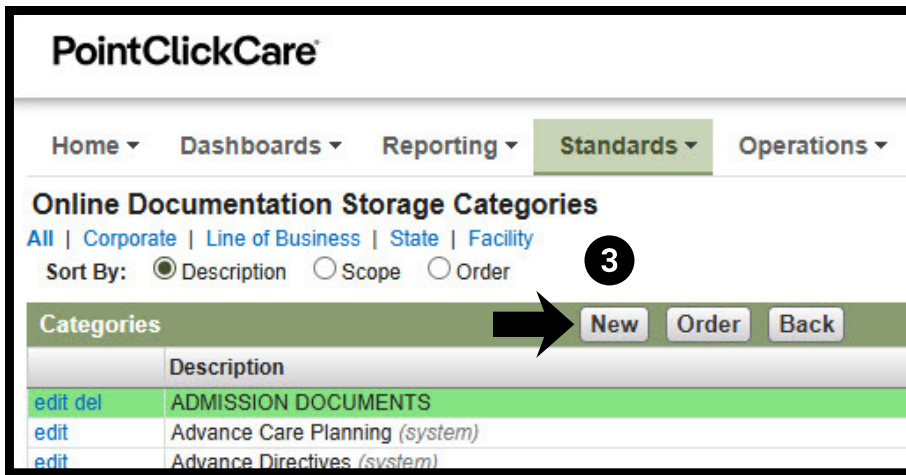 PointClickCare
Home Dashboards Reporting Standards Operations
Online Documentation Storage Categories
All | Corporate | Line of Business | State | Facility
Sort By: Description Scope Order
3
Categories New Order Back
Description
edit del ADMISSION DOCUMENTS
edit Advance Care Planning (system)
edit Advance Directives (system)